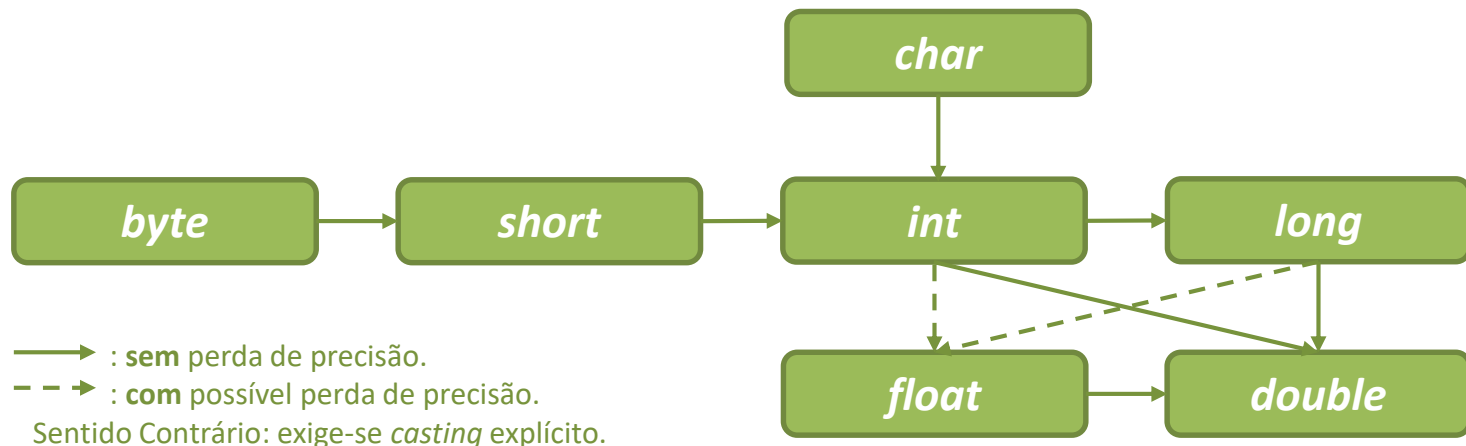 char
byte
short
int
long
: sem perda de precisão.
: com possível perda de precisão.
float
double
Sentido Contrário: exige-se casting explícito.